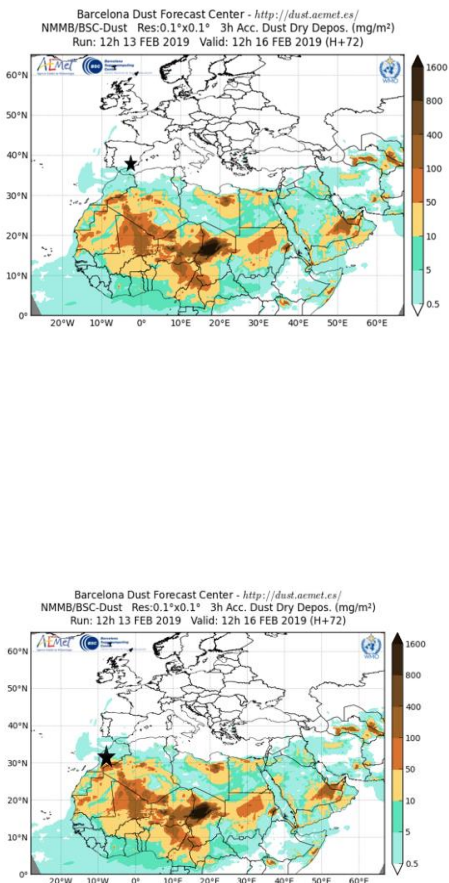 Barcelona Dust Forecast Center - http://dust.aemet.es/
NMMB/BSC-Dust Res:0.1°x0.1° 3h Acc. Dust Dry Depos. (mg/m²)
Run: 12h 13 FEB 2019 Valid: 12h 16 FEB 2019 (H+72)
AEMet
WMO
60°N
50°N
40°N
30°N
20°N
10°N
0°
20°W 10°W 0° 10°E 20°E 30°E 40°E 50°E 60°E
1600
800
400
100
50
10
5
0.5
Barcelona Dust Forecast Center - http://dust.aemet.es/
NMMB/BSC-Dust Res:0.1°x0.1° 3h Acc. Dust Dry Depos. (mg/m²)
Run: 12h 13 FEB 2019 Valid: 12h 16 FEB 2019 (H+72)
AEMet
WMO
60°N
50°N
40°N
30°N
20°N
10°N
0°
20°W 10°W 0° 10°E 20°E 30°E 40°E 50°E 60°E
1600
800
400
100
50
10
5
0.5